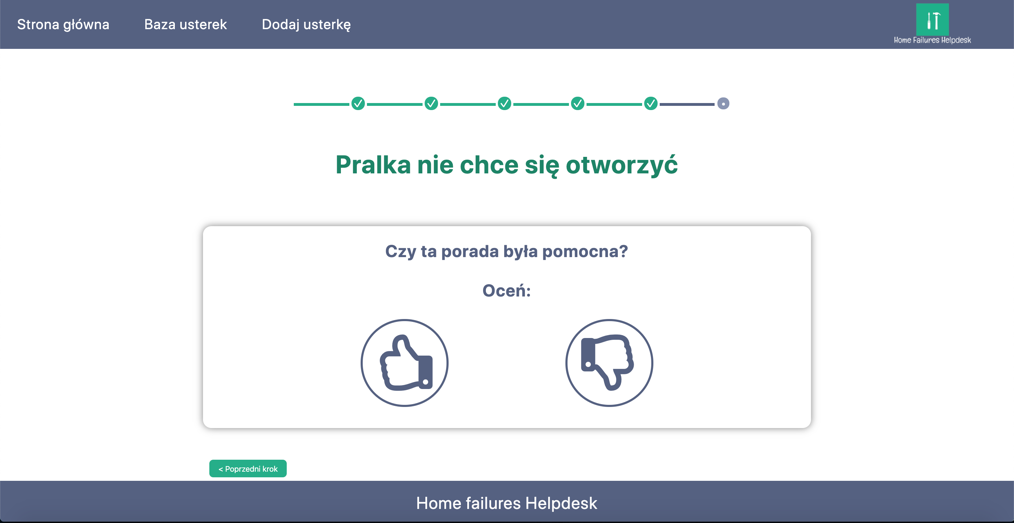 Strona główna
Baza usterek
Dodaj usterkę
IT
Home Failures Helpdesk
Pralka nie chce się otworzyć
Czy ta porada była pomocna?
Oceń:
< Poprzedni krok
Home failures Helpdesk